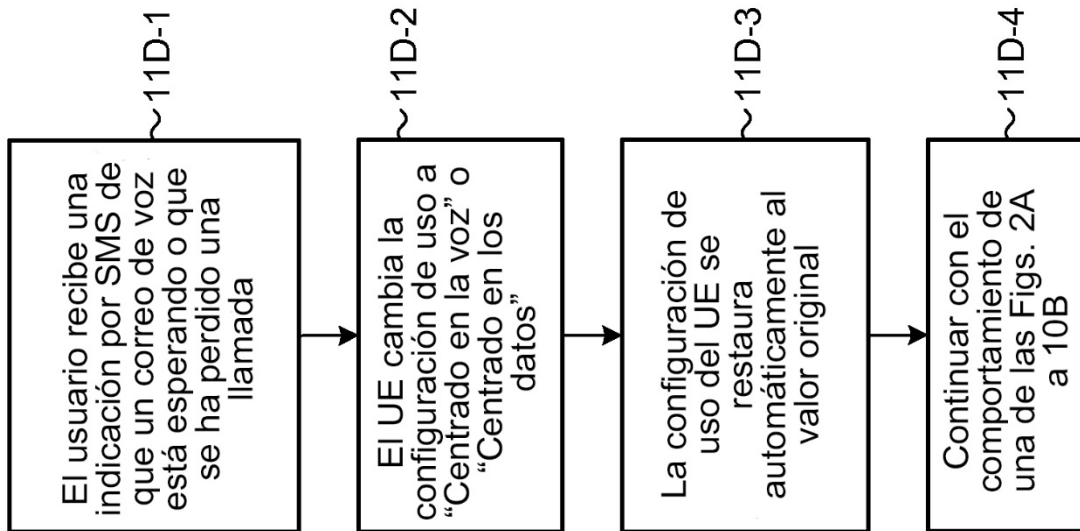 El usuario recibe una
indicación por SMS de
que un correo de voz
está esperando o que
se ha perdido una
llamada
11D-1
El UE cambia la
configuración de uso a
“Centrado en la voz” o
“Centrado en los
datos”
11D-2
La configuración de
uso del UE se
restaura
automáticamente al
valor original
11D-3
Continuar con el
comportamiento de
una de las Figs. 2A
a 10B
11D-4